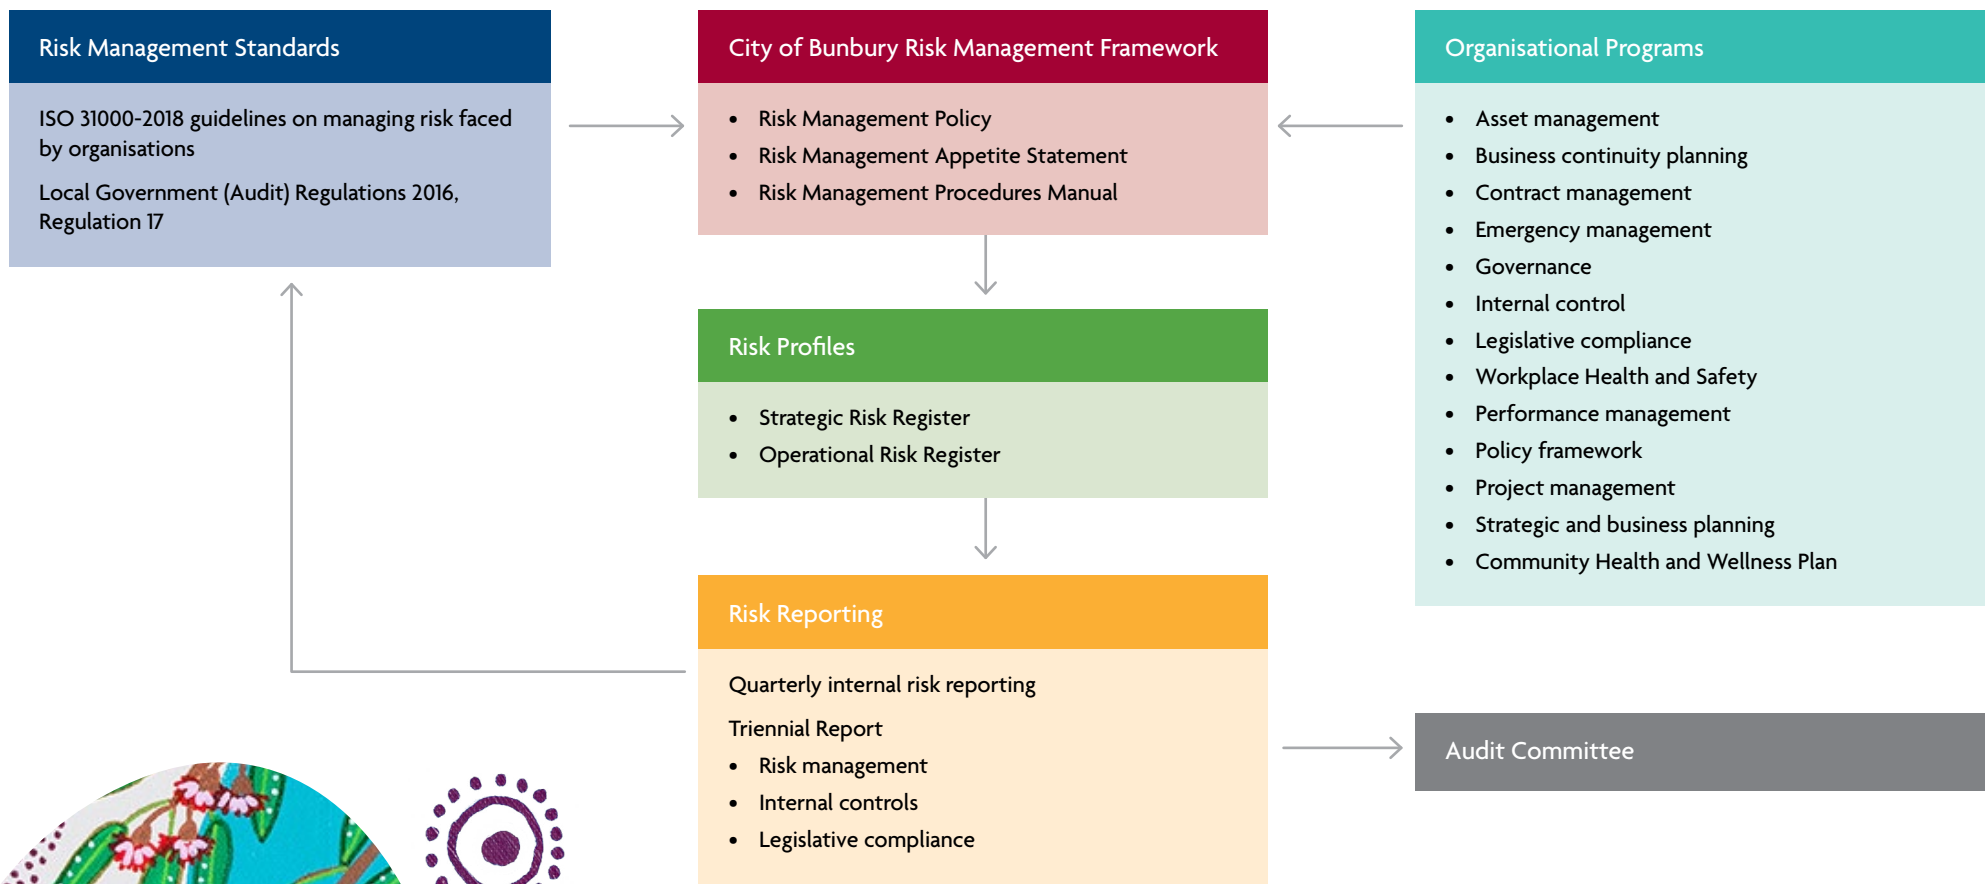 Risk Management Standards
ISO 31000-2018 guidelines on managing risk faced
by organisations
Local Government (Audit) Regulations 2016,
Regulation 17
City of Bunbury Risk Management Framework
• Risk Management Policy
• Risk Management Appetite Statement
• Risk Management Procedures Manual
Risk Profiles
• Strategic Risk Register
• Operational Risk Register
Risk Reporting
Quarterly internal risk reporting
Triennial Report
• Risk management
• Internal controls
• Legislative compliance
Organisational Programs
• Asset management
• Business continuity planning
• Contract management
• Emergency management
• Governance
• Internal control
• Legislative compliance
• Workplace Health and Safety
• Performance management
• Policy framework
• Project management
• Strategic and business planning
• Community Health and Wellness Plan
Audit Committee